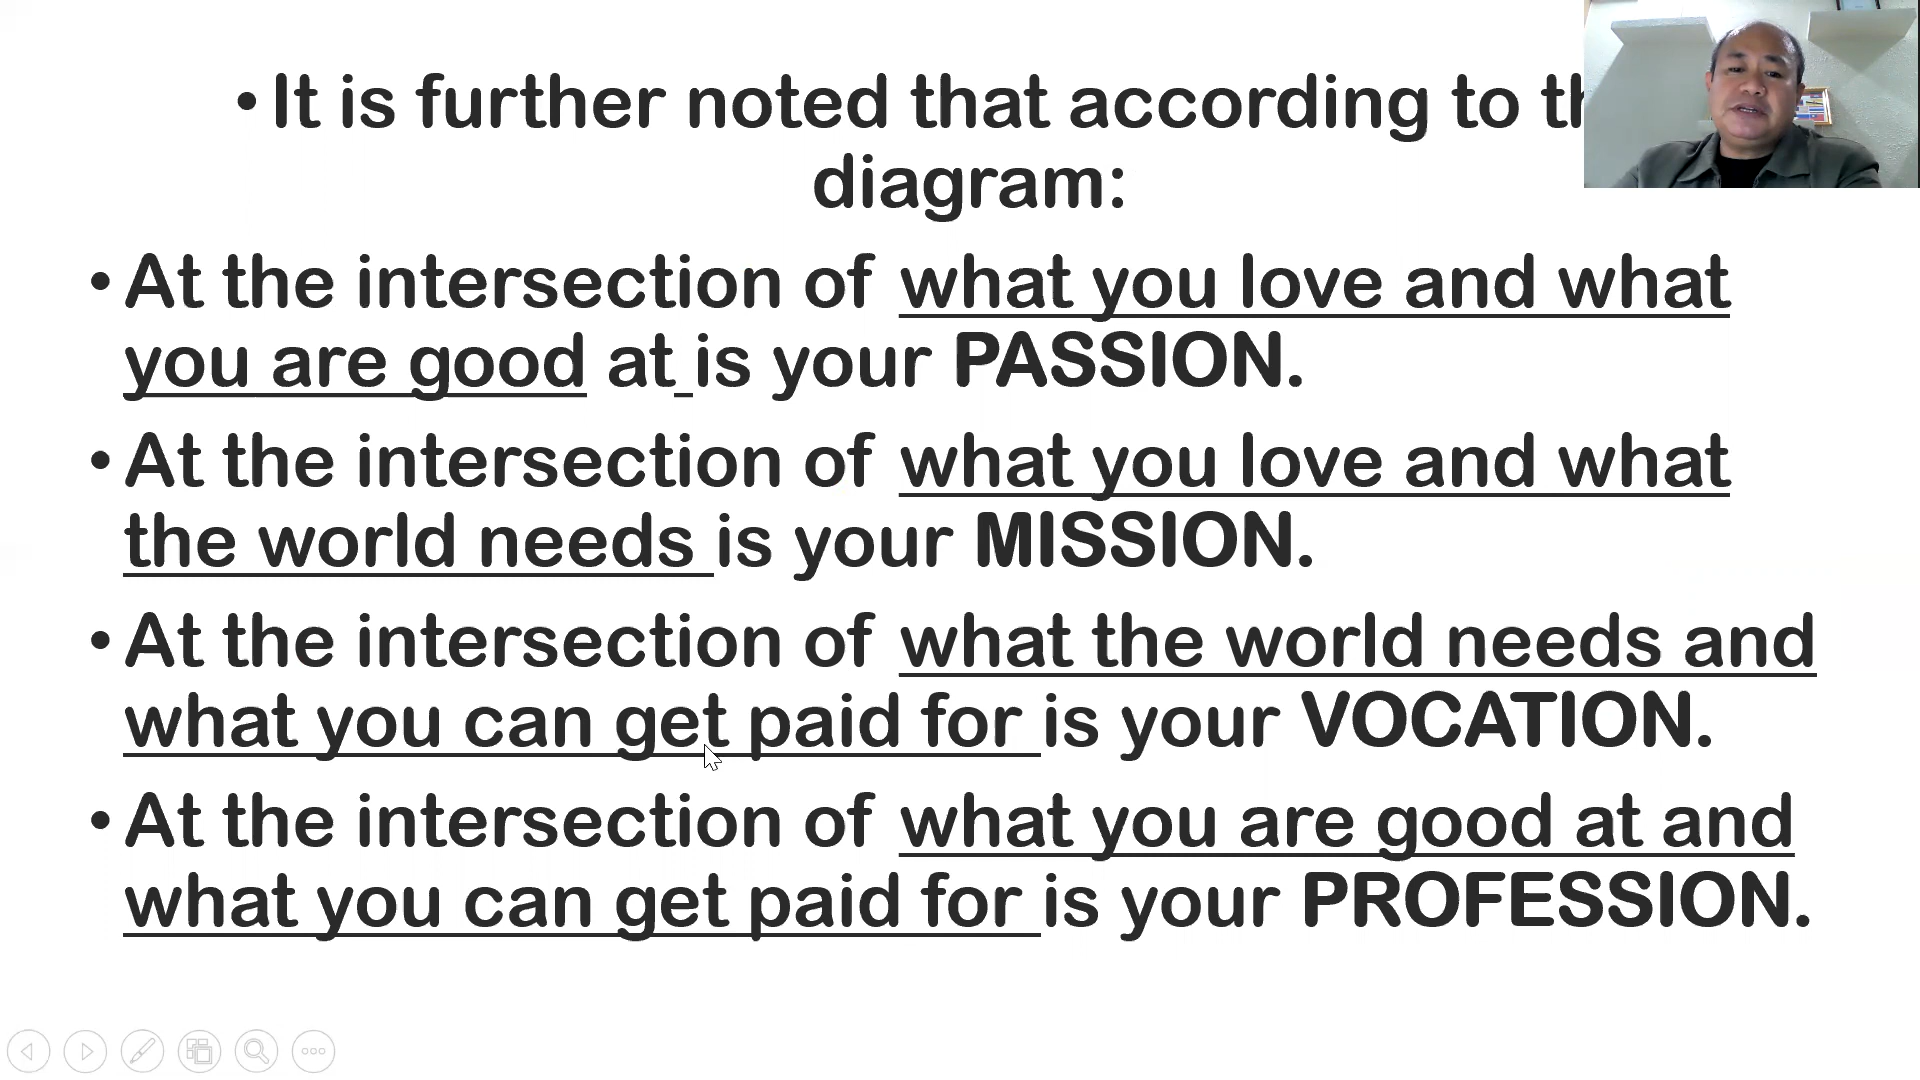 • It is further noted that according to th
diagram:
• At the intersection of what you love and what
you are good at is your PASSION.
• At the intersection of what you love and what
the world needs is your MISSION.
• At the intersection of what the world needs and
what you can get paid for is your VOCATION.
• At the intersection of what you are good at and
what you can get paid for is your PROFESSION.